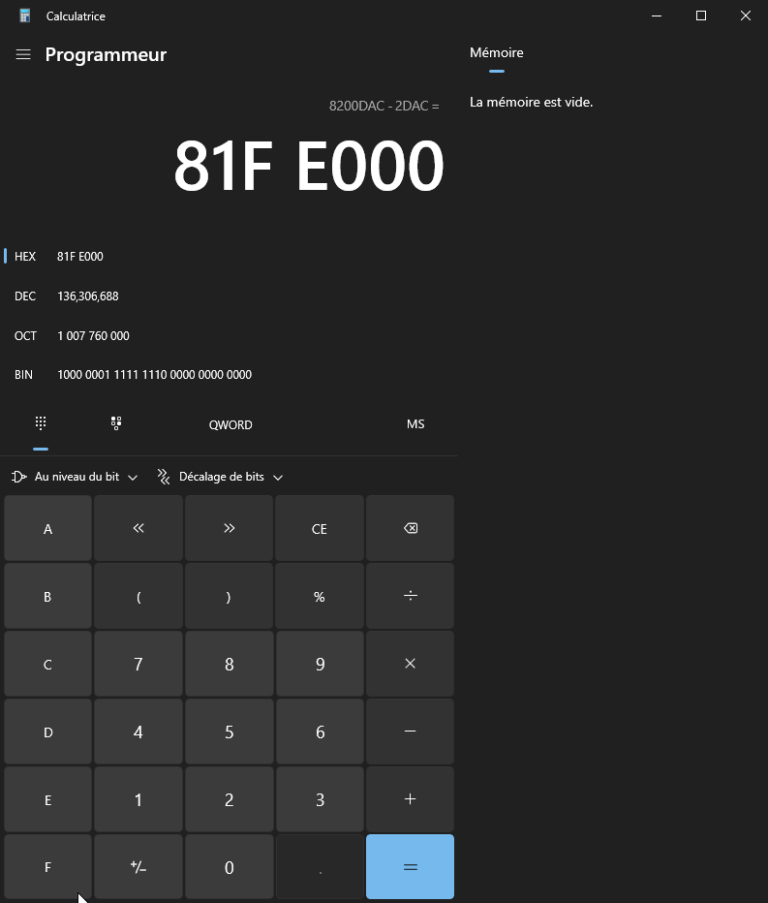 Calculatrice
Programmeur
Mémoire
8200DAC - 2DAC =
La mémoire est vide.
81F E000
HEX 81F E000
DEC 136,306,688
OCT 1 007 760 000
BIN 1000 0001 1111 1110 0000 0000 0000
QWORD MS
Au niveau du bit Décalage de bits
A << >> CE
B ( ) % ÷
C 7 8 9 ×
D 4 5 6 −
E 1 2 3 +
F +/− 0 . =